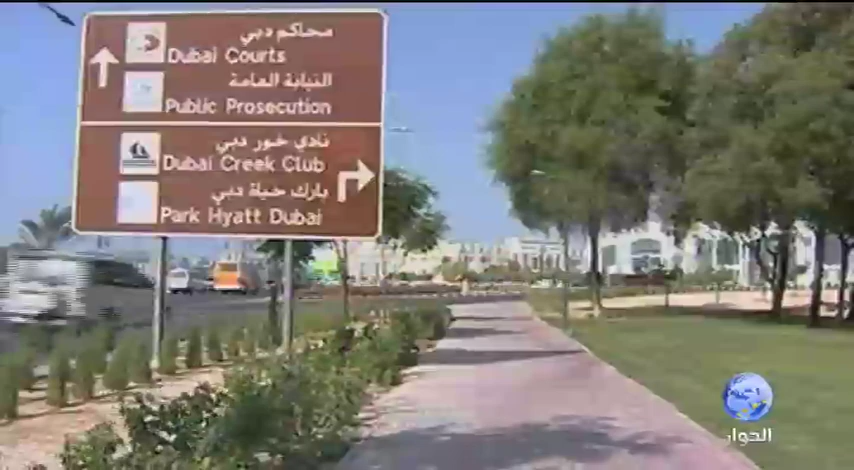 محاكم دبي
Dubai Courts
النيابة العامة
Public Prosecution
نادي خور دبي
Dubai Creek Club
بارك حياة دبي
Park Hyatt Dubai
الحوار